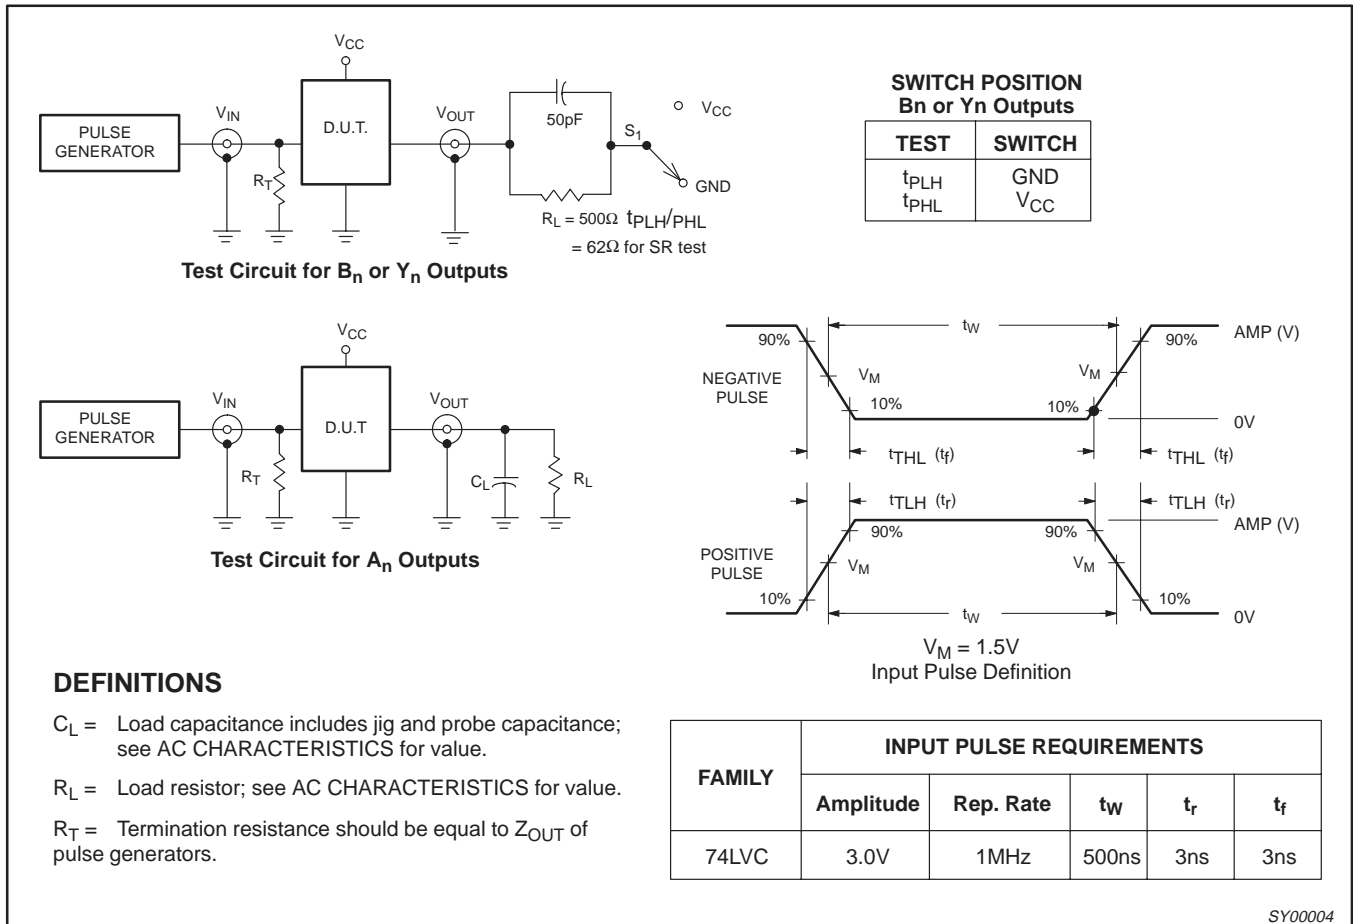 VCC
PULSE
GENERATOR
VIN
RT
D.U.T.
VOUT
50pF
S1
VCC
GND
RL = 500Ω tPLH/PHL
= 62Ω for SR test
Test Circuit for Bn or Yn Outputs
SWITCH POSITION
Bn or Yn Outputs
TEST SWITCH
tPLH GND
tPHL VCC
VCC
PULSE
GENERATOR
VIN
RT
D.U.T
VOUT
CL
RL
Test Circuit for An Outputs
NEGATIVE
PULSE
90% tW 90% AMP (V)
VM VM
10% 10% 0V
tTHL (tf) tTHL (tf)
tTLH (tr) tTLH (tr)
POSITIVE
PULSE
90% 90% AMP (V)
VM VM
10% tW 10% 0V
VM = 1.5V
Input Pulse Definition
DEFINITIONS
CL = Load capacitance includes jig and probe capacitance;
see AC CHARACTERISTICS for value.
RL = Load resistor; see AC CHARACTERISTICS for value.
RT = Termination resistance should be equal to ZOUT of
pulse generators.
FAMILY INPUT PULSE REQUIREMENTS
Amplitude Rep. Rate tW tr tf
74LVC 3.0V 1MHz 500ns 3ns 3ns
SY00004